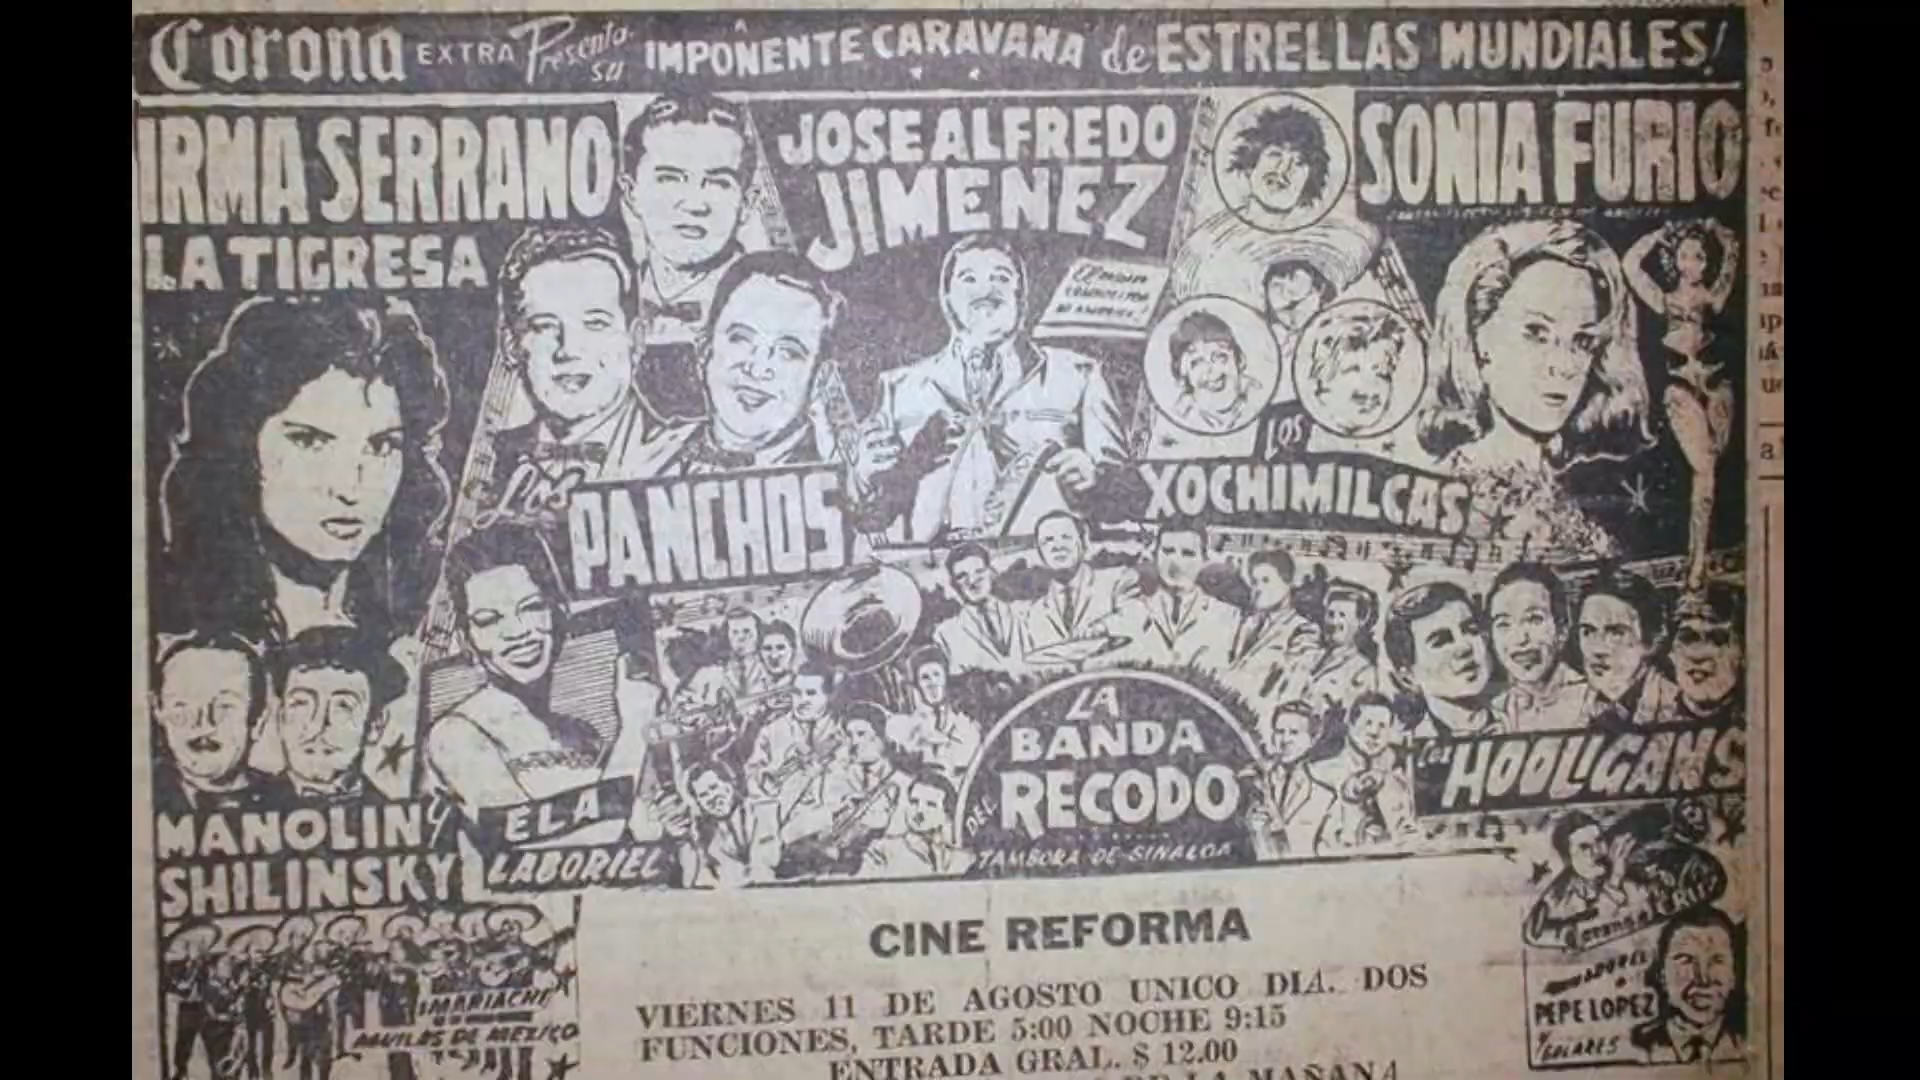 Corona EXTRA Presenta su IMPONENTE CARAVANA de ESTRELLAS MUNDIALES!
IRMA SERRANO
LA TIGRESA
JOSE ALFREDO
JIMENEZ
SONIA FURIO
Los PANCHOS
LOS
XOCHIMILCAS
MANOLIN Y
SHILINSKY
ELA
LABORIEL
LA
BANDA
DEL RECODO
TAMBORA DE SINALOA
Los HOOLIGANS
MARIACHI
AGUILAS DE MEXICO
CINE REFORMA
VIERNES 11 DE AGOSTO UNICO DIA. DOS
FUNCIONES, TARDE 5:00 NOCHE 9:15
ENTRADA GRAL. $ 12.00
DE LA MAÑANA
PEPE LOPEZ